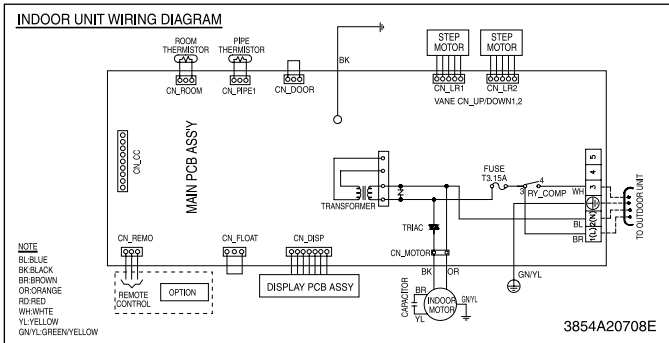 INDOOR UNIT WIRING DIAGRAM
ROOM THERMISTOR
PIPE THERMISTOR
STEP MOTOR
STEP MOTOR
BK
CN_ROOM
CN_PIPE1
CN_DOOR
CN_LR1
CN_LR2
VANE CN_UP/DOWN1,2
CN_CC
MAIN PCB ASS'Y
TRANSFORMER
FUSE
T3.15A
3
4
RY_COMP
WH
BL
BR
5
4
3
2(N)
1(L)
TO OUTDOOR UNIT
TRIAC
CN_MOTOR
BK
OR
GN/YL
NOTE
BL:BLUE
BK:BLACK
BR:BROWN
OR:ORANGE
RD:RED
WH:WHTE
YL:YELLOW
GN/YL:GREEN/YELLOW
CN_REMO
CN_FLOAT
CN_DISP
REMOTE CONTROL
OPTION
DISPLAY PCB ASSY
CAPACITOR
BR
YL
INDOOR MOTOR
GN/YL
3854A20708E